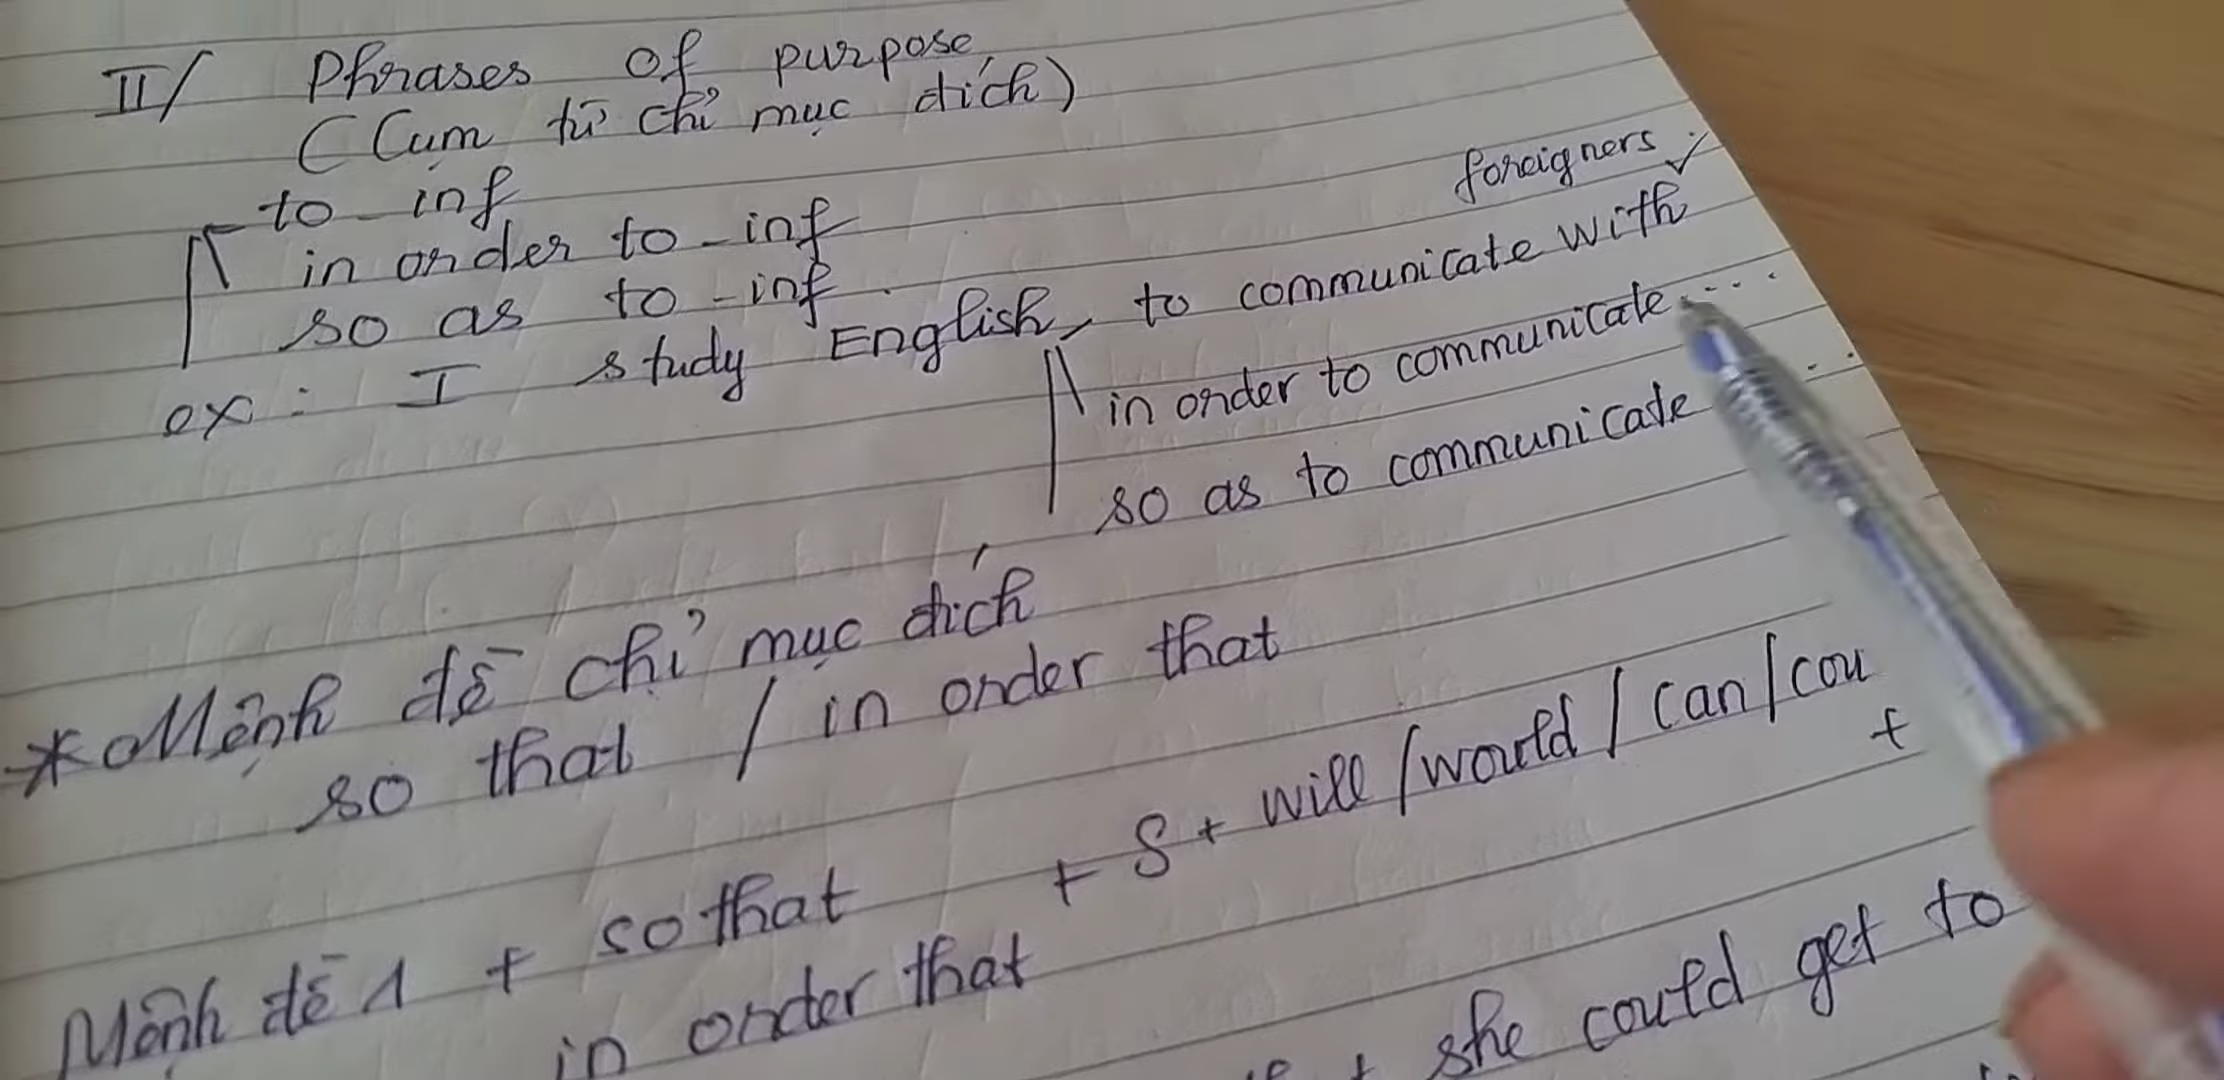 II/ Phrases of purpose
(Cụm từ chỉ mục đích)
to - inf
in order to - inf
so as to - inf
foreigners ✓
ex: I study English, to communicate with
in order to communicate ....
so as to communicate ...
* Mệnh đề chỉ mục đích
so that / in order that
Mệnh đề 1 + so that + S + will / would / can / cou
in order that +
+ she could get to